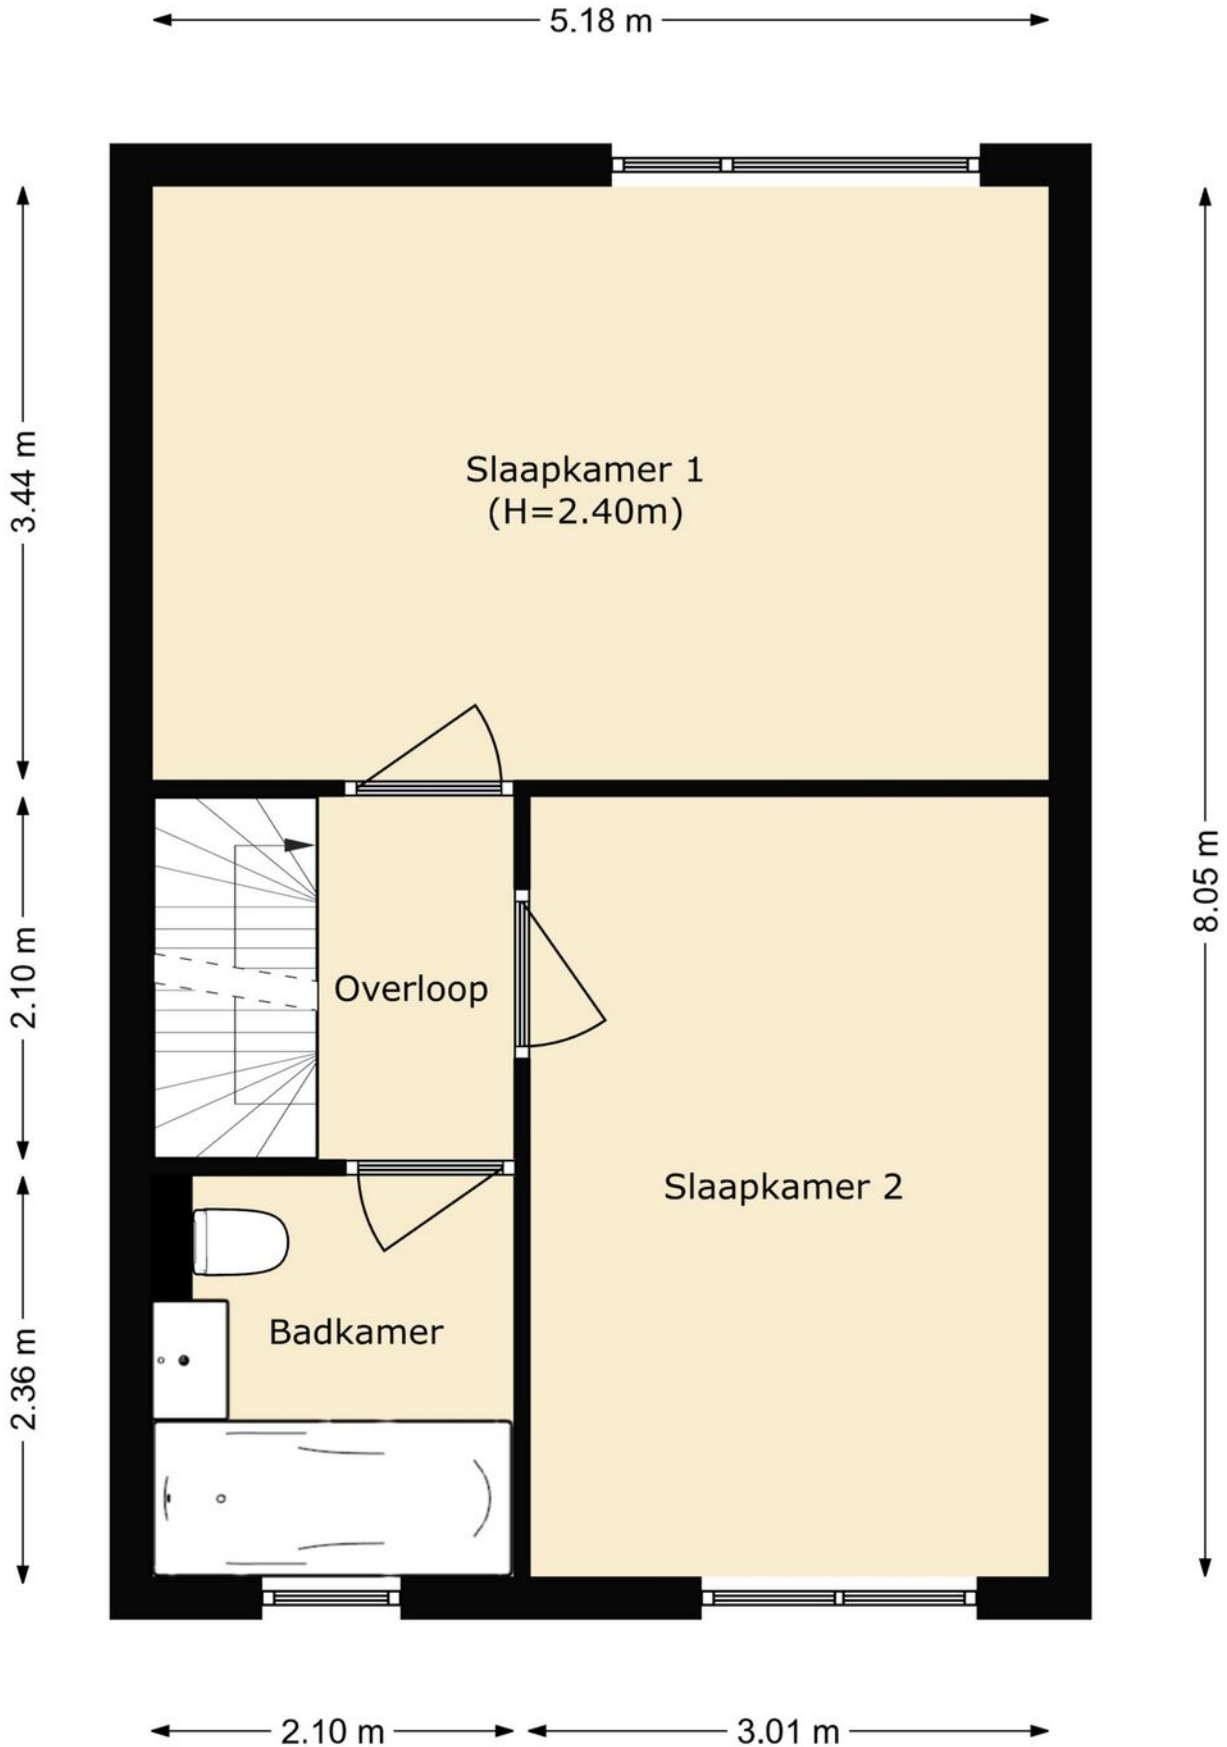 5.18 m
3.44 m
Slaapkamer 1
(H=2.40m)
8.05 m
2.10 m
Overloop
Slaapkamer 2
2.36 m
Badkamer
2.10 m
3.01 m